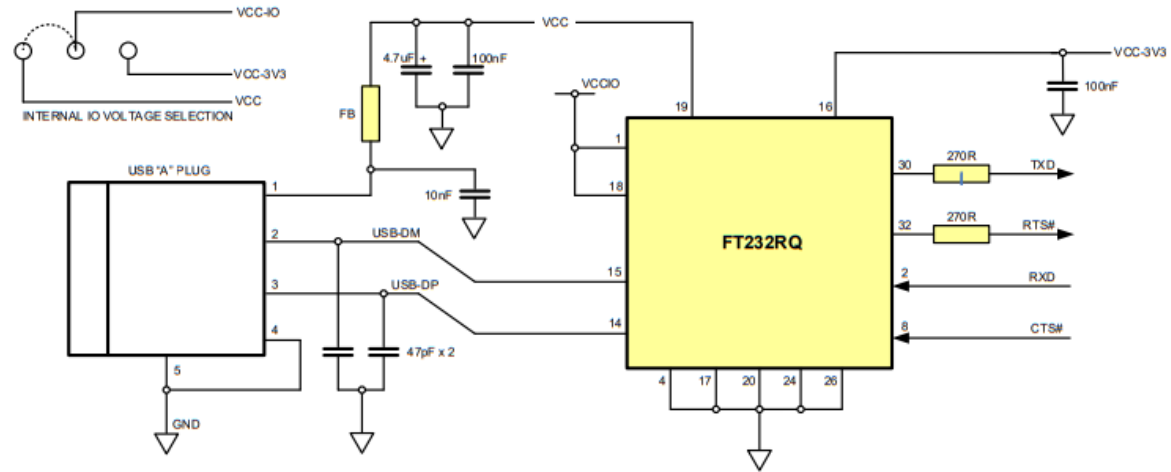 VCC-IO
VCC-3V3
VCC
INTERNAL IO VOLTAGE SELECTION
VCC
4.7uF +
100nF
FB
VCCIO
19
16
VCC-3V3
100nF
USB "A" PLUG
1
10nF
2
USB-DM
3
USB-DP
4
47pF x 2
5
GND
1
18
15
14
FT232RQ
30
270R
TXD
32
270R
RTS#
2
RXD
8
CTS#
4
17
20
24
26